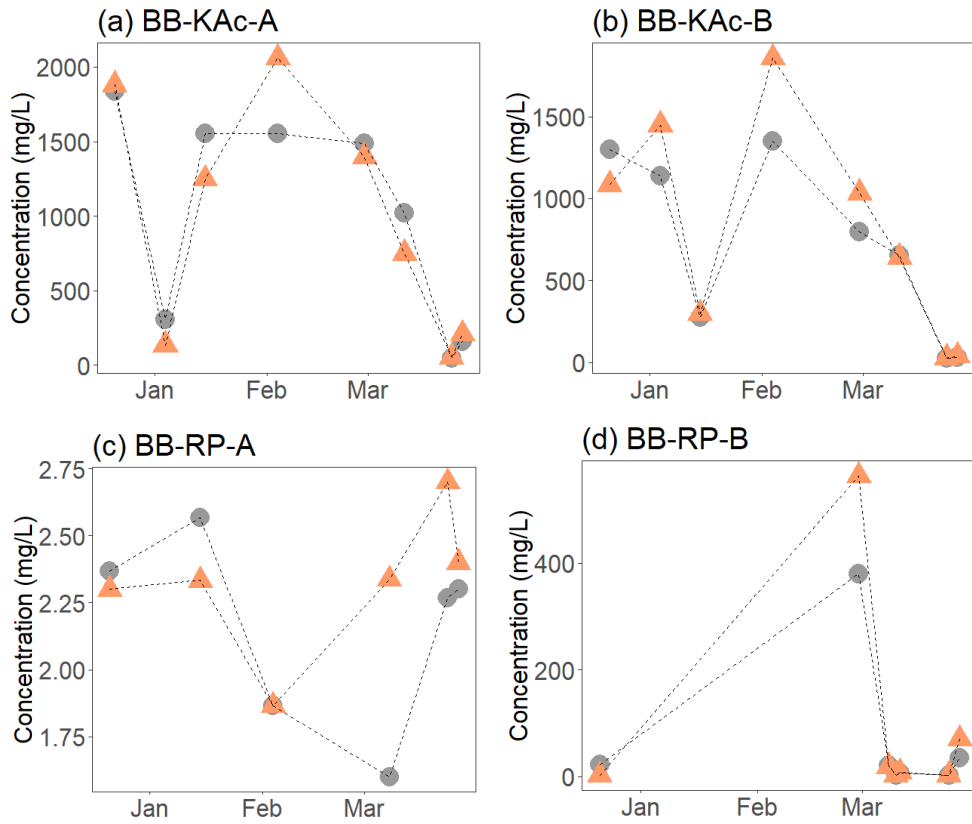 (a) BB-KAc-A
Concentration (mg/L)
2000
1500
1000
500
0
Jan Feb Mar
(b) BB-KAc-B
Concentration (mg/L)
1500
1000
500
0
Jan Feb Mar
(c) BB-RP-A
Concentration (mg/L)
2.75
2.50
2.25
2.00
1.75
Jan Feb Mar
(d) BB-RP-B
Concentration (mg/L)
400
200
0
Jan Feb Mar